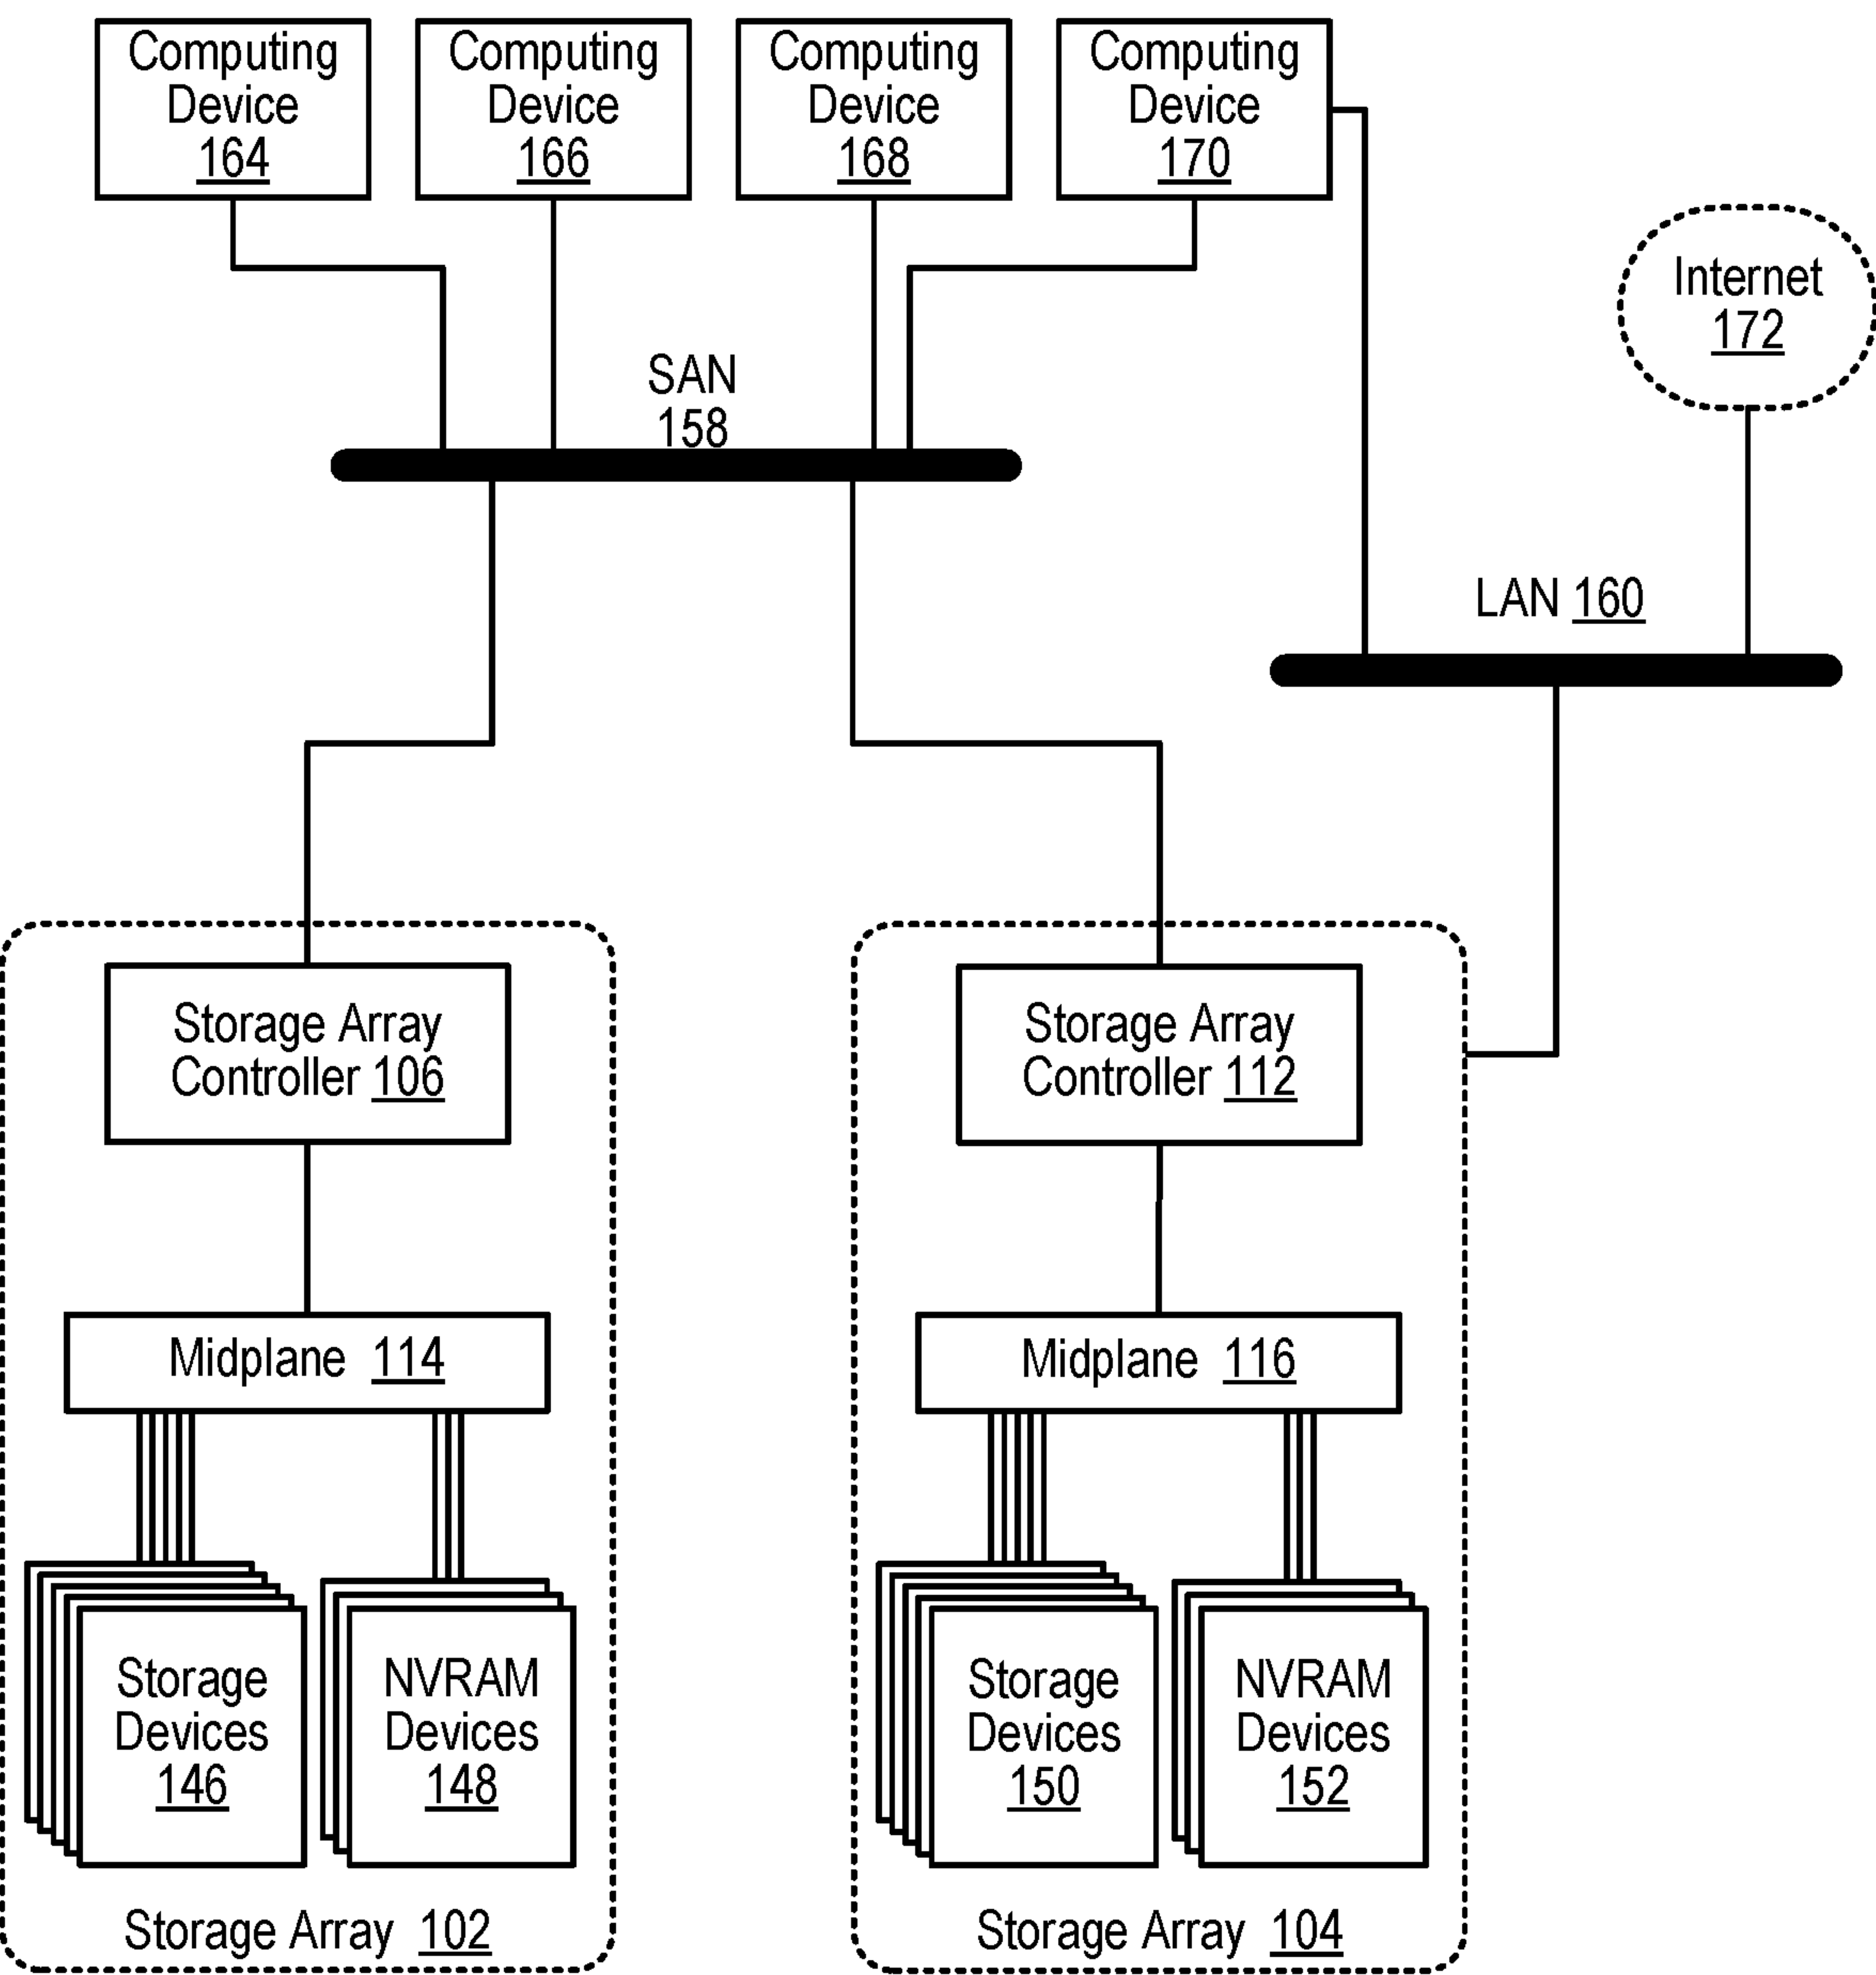 Computing
Device
164
Computing
Device
166
Computing
Device
168
Computing
Device
170
Internet
172
SAN
158
LAN 160
Storage Array
Controller 106
Storage Array
Controller 112
Midplane 114
Midplane 116
Storage
Devices
146
NVRAM
Devices
148
Storage
Devices
150
NVRAM
Devices
152
Storage Array 102
Storage Array 104